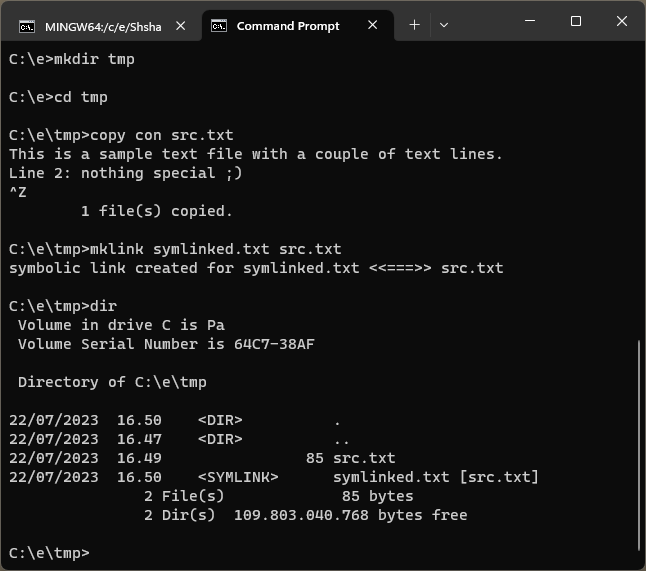 MINGW64:/c/e/Shsha
Command Prompt
C:\e>mkdir tmp
C:\e>cd tmp
C:\e\tmp>copy con src.txt
This is a sample text file with a couple of text lines.
Line 2: nothing special ;)
^Z
        1 file(s) copied.
C:\e\tmp>mklink symlinked.txt src.txt
symbolic link created for symlinked.txt <<===>> src.txt
C:\e\tmp>dir
 Volume in drive C is Pa
 Volume Serial Number is 64C7-38AF
 Directory of C:\e\tmp
22/07/2023  16.50    <DIR>          .
22/07/2023  16.47    <DIR>          ..
22/07/2023  16.49                85 src.txt
22/07/2023  16.50    <SYMLINK>      symlinked.txt [src.txt]
               2 File(s)             85 bytes
               2 Dir(s)  109.803.040.768 bytes free
C:\e\tmp>